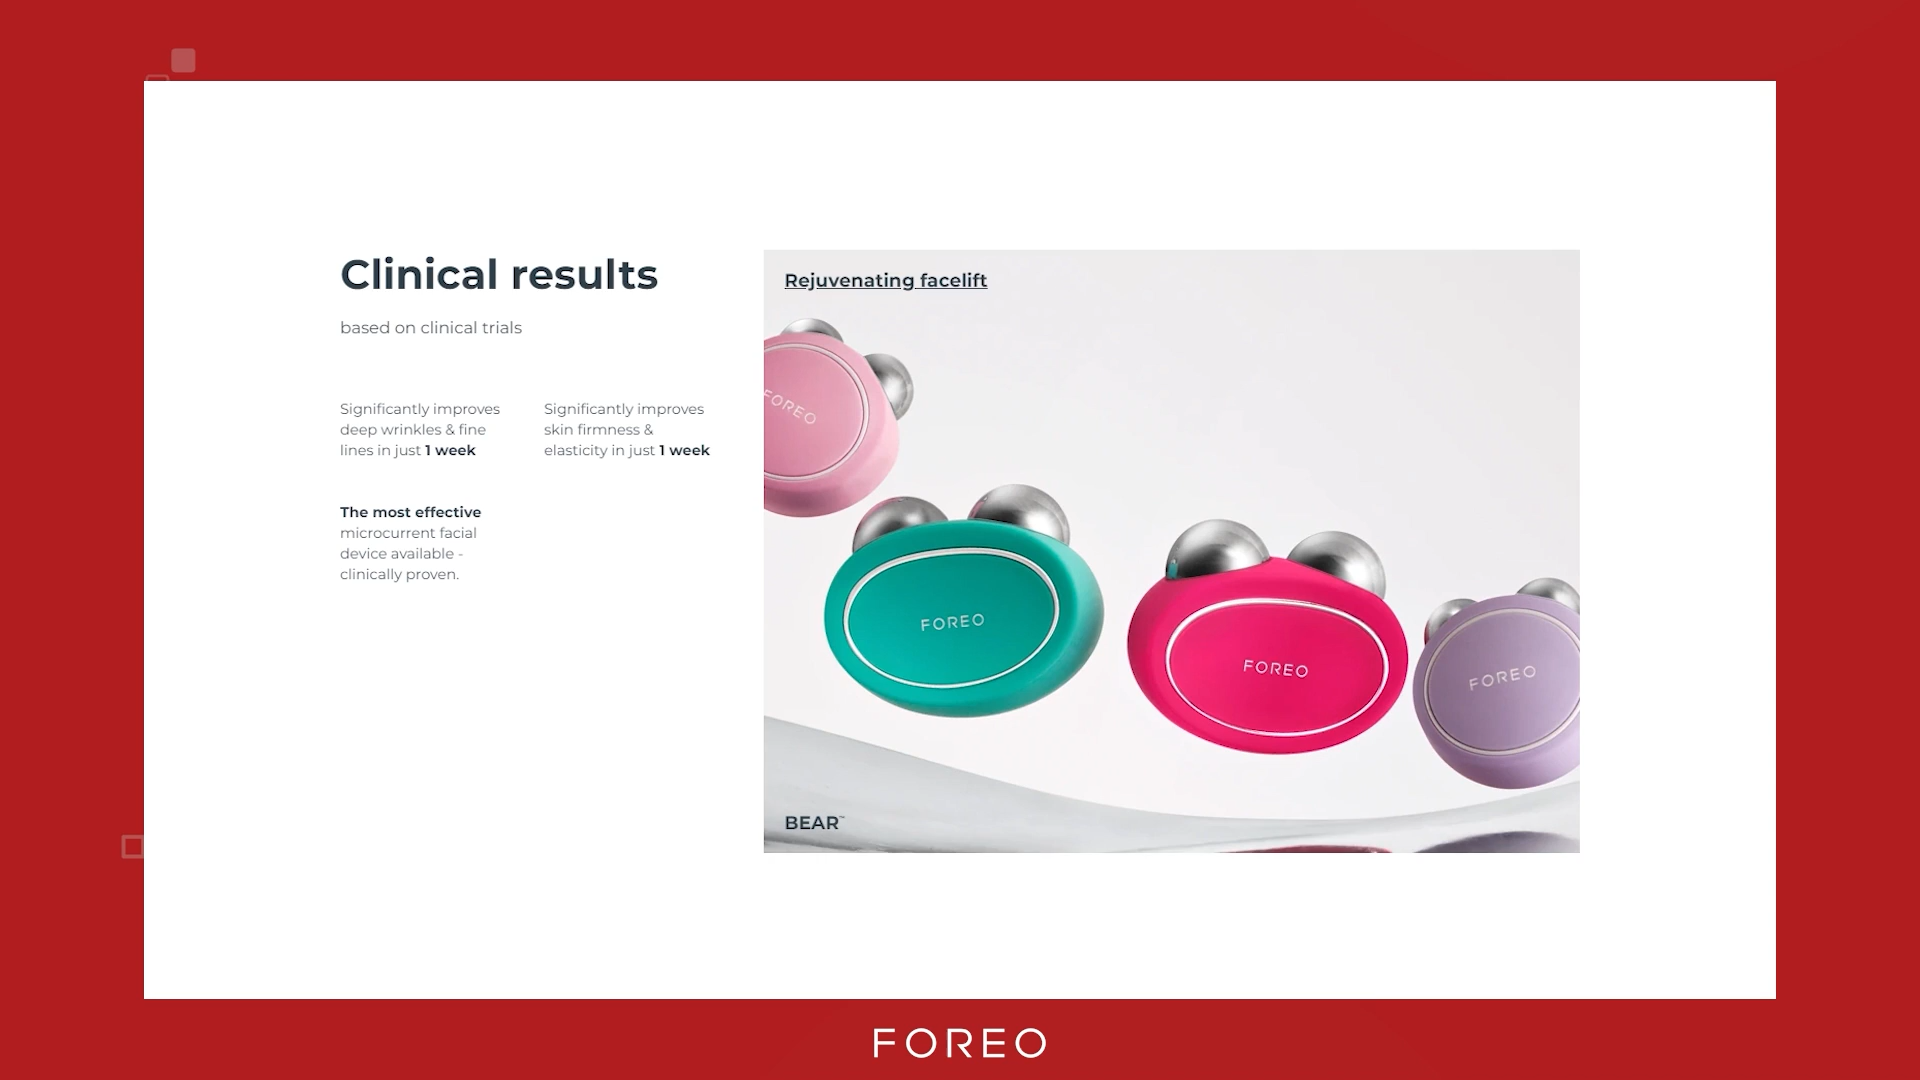 Clinical results
based on clinical trials
Significantly improves
deep wrinkles & fine
lines in just 1 week
Significantly improves
skin firmness &
elasticity in just 1 week
The most effective
microcurrent facial
device available -
clinically proven.
Rejuvenating facelift
FOREO
FOREO
FOREO
FOREO
BEAR™
FOREO